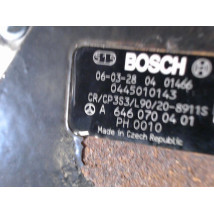 BOSCH
06-03-28 04 01466
0445010143
CR/CP3S3/L90/20-8911S
A 646 070 04 01
PH 0010
Made in Czech Republic